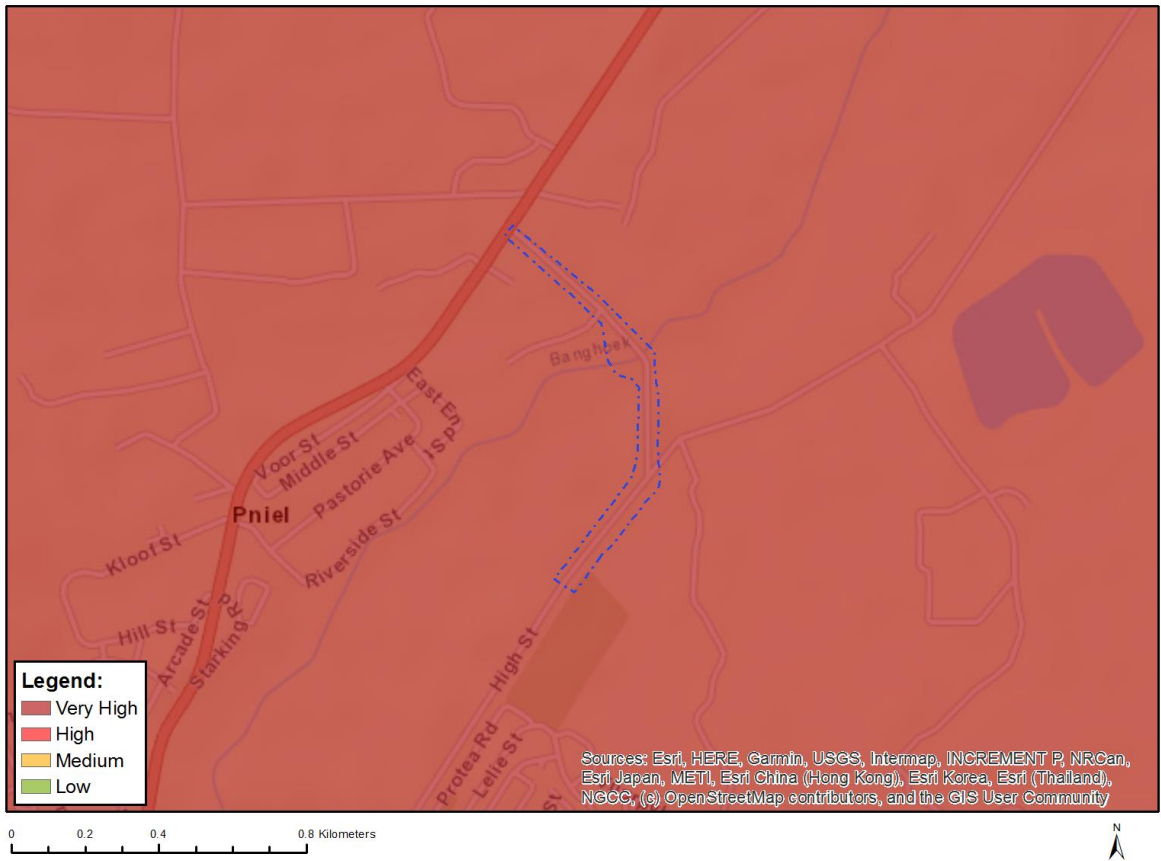 Banghoek
East En
d St
Voor St
Middle St
Pastorie Ave
Pniel
Riverside St
Kloof St
Hill St
Arcade St
Starking Rd
High St
Protea Rd
Lelie St
St
Legend:
Very High
High
Medium
Low
Sources: Esri, HERE, Garmin, USGS, Intermap, INCREMENT P, NRCan,
Esri Japan, METI, Esri China (Hong Kong), Esri Korea, Esri (Thailand),
NGCC, (c) OpenStreetMap contributors, and the GIS User Community
0 0.2 0.4 0.8 Kilometers
N